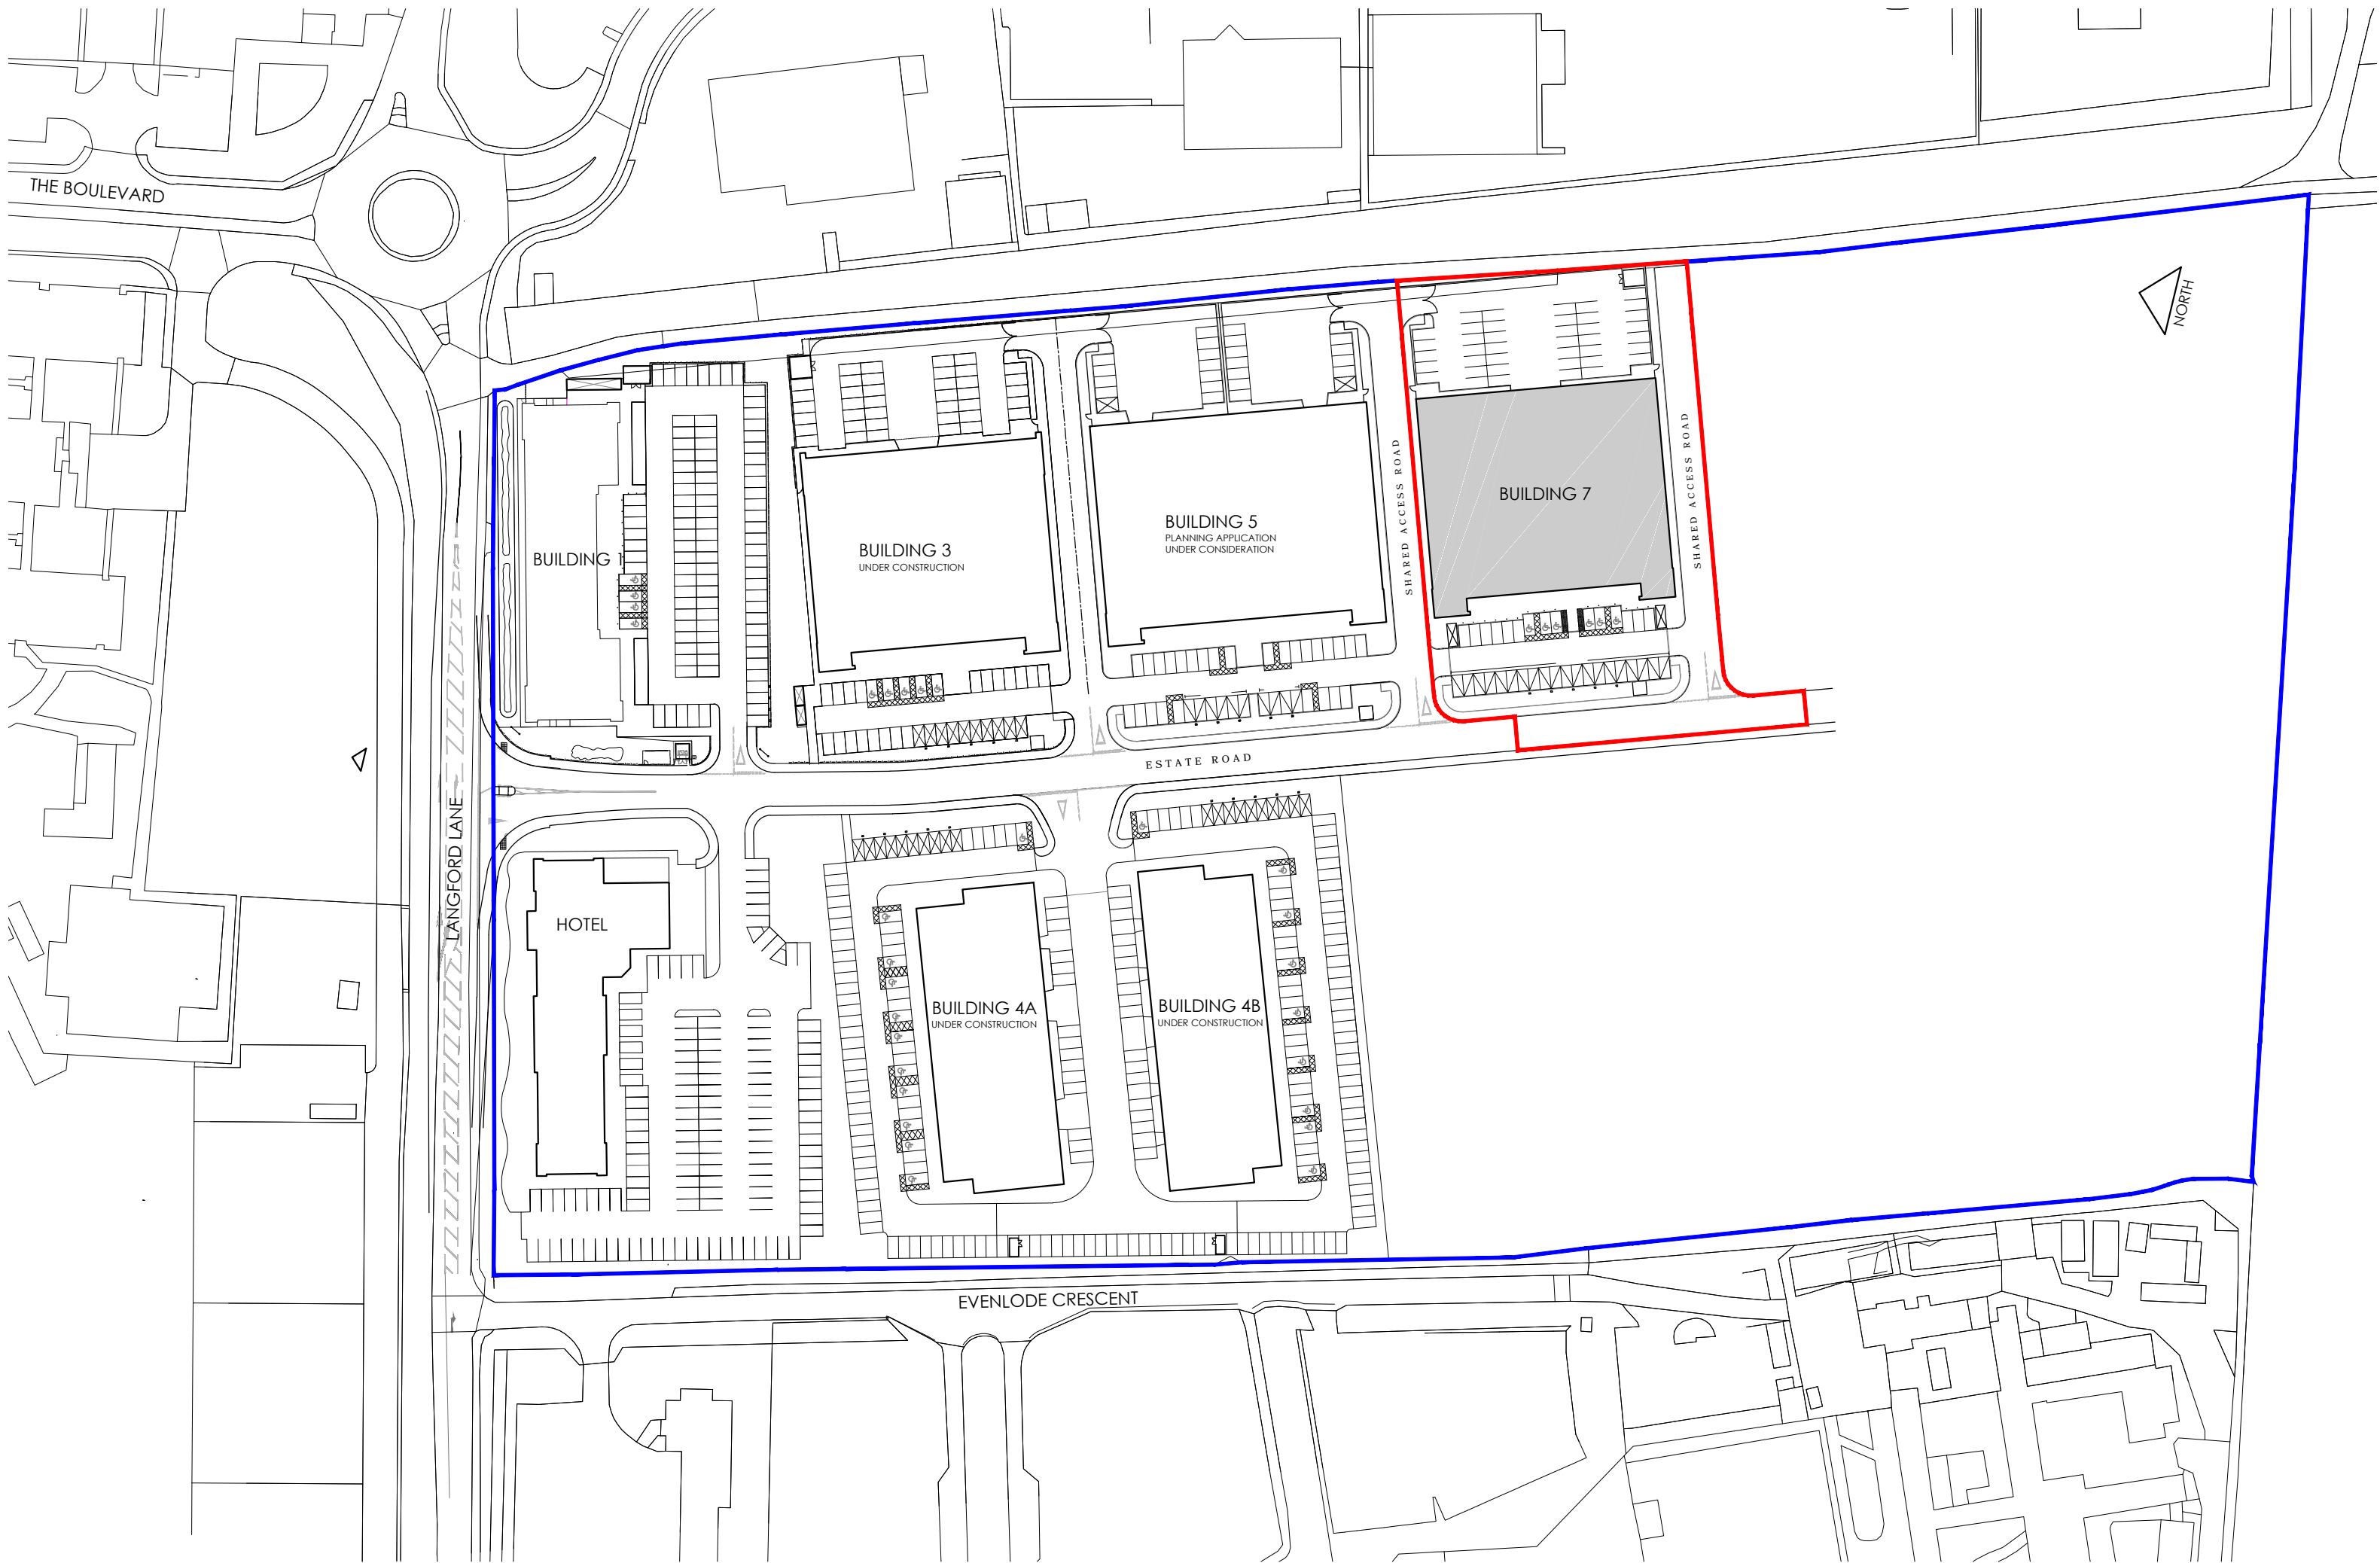 THE BOULEVARD
NORTH
BUILDING 1
BUILDING 3
UNDER CONSTRUCTION
BUILDING 5
PLANNING APPLICATION
UNDER CONSIDERATION
SHARED ACCESS ROAD
BUILDING 7
SHARED ACCESS ROAD
ESTATE ROAD
LANGFORD LANE
HOTEL
BUILDING 4A
UNDER CONSTRUCTION
BUILDING 4B
UNDER CONSTRUCTION
EVENLODE CRESCENT